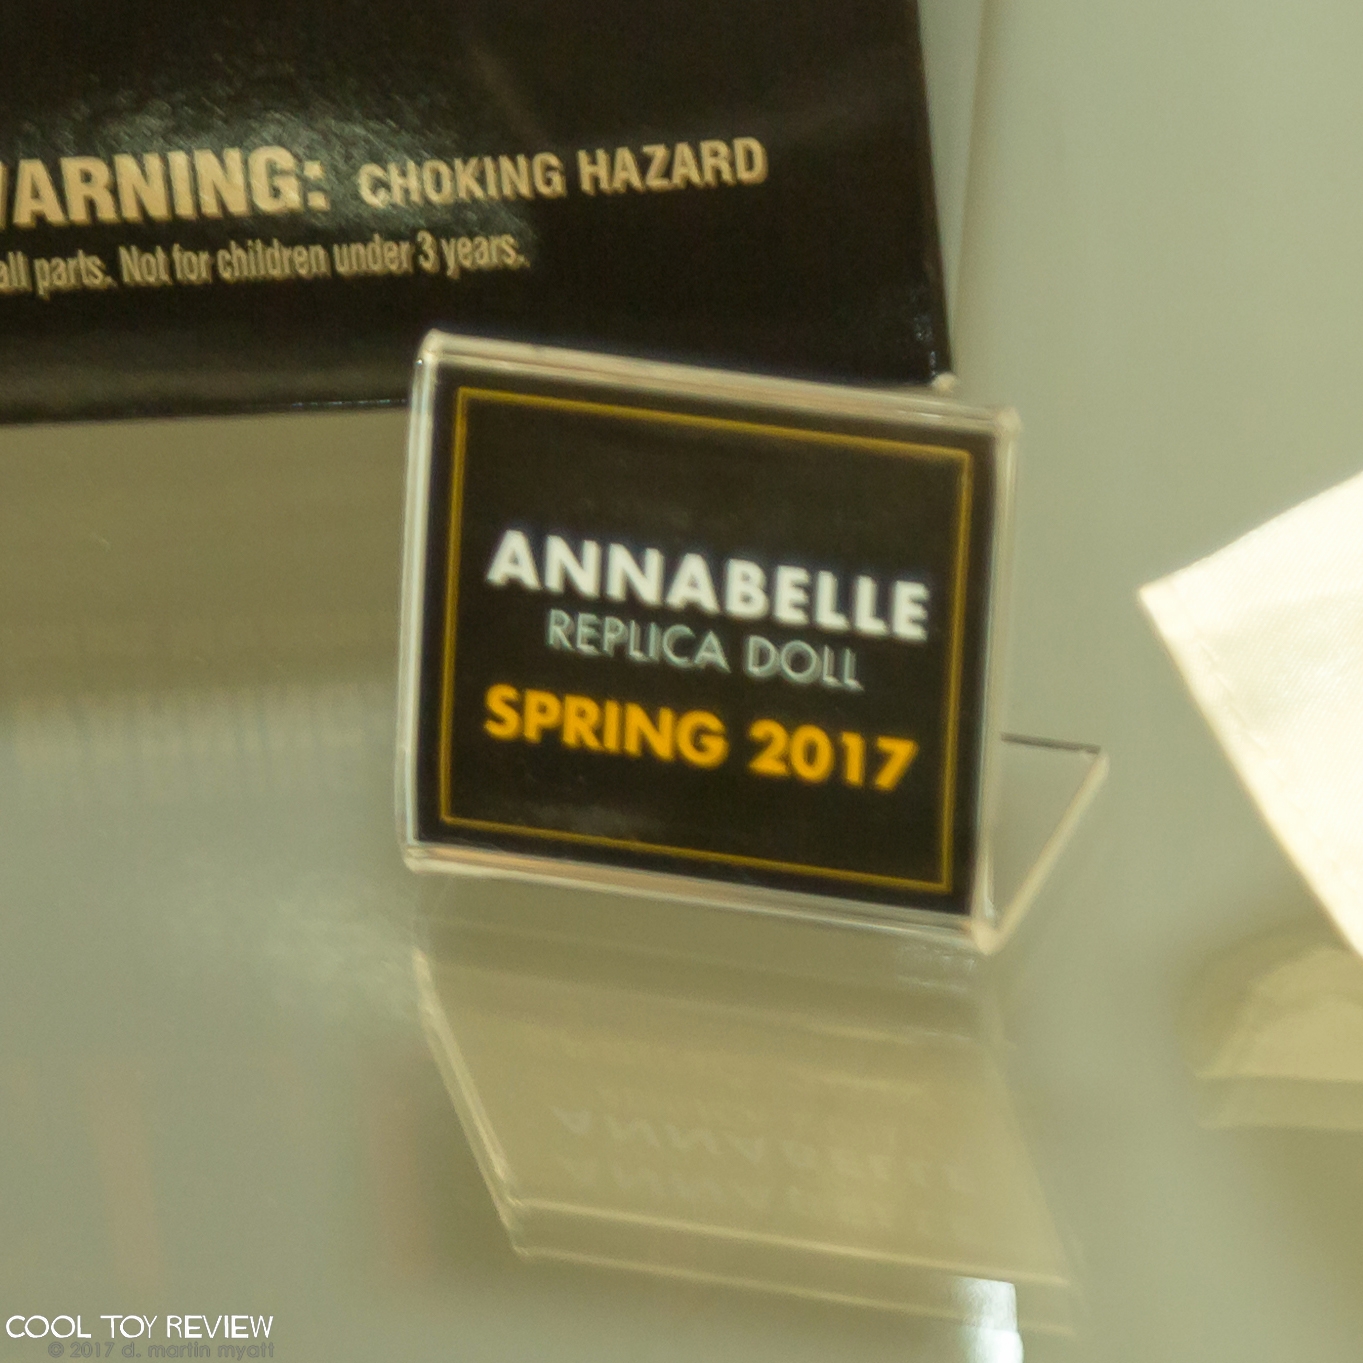 WARNING: CHOKING HAZARD
all parts. Not for children under 3 years.
ANNABELLE
REPLICA DOLL
SPRING 2017
COOL TOY REVIEW
© 2017 d. martin myatt